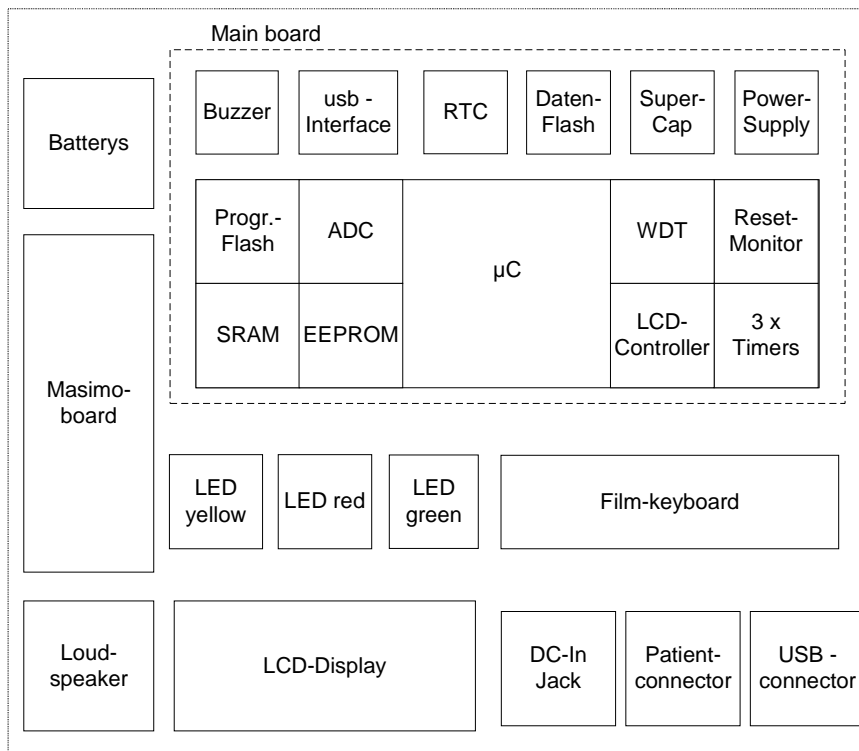 Main board
Batterys
Buzzer
usb -
Interface
RTC
Daten-
Flash
Super-
Cap
Power-
Supply
Progr.-
Flash
ADC
µC
WDT
Reset-
Monitor
SRAM
EEPROM
LCD-
Controller
3 x
Timers
Masimo-
board
LED
yellow
LED red
LED
green
Film-keyboard
Loud-
speaker
LCD-Display
DC-In
Jack
Patient-
connector
USB -
connector